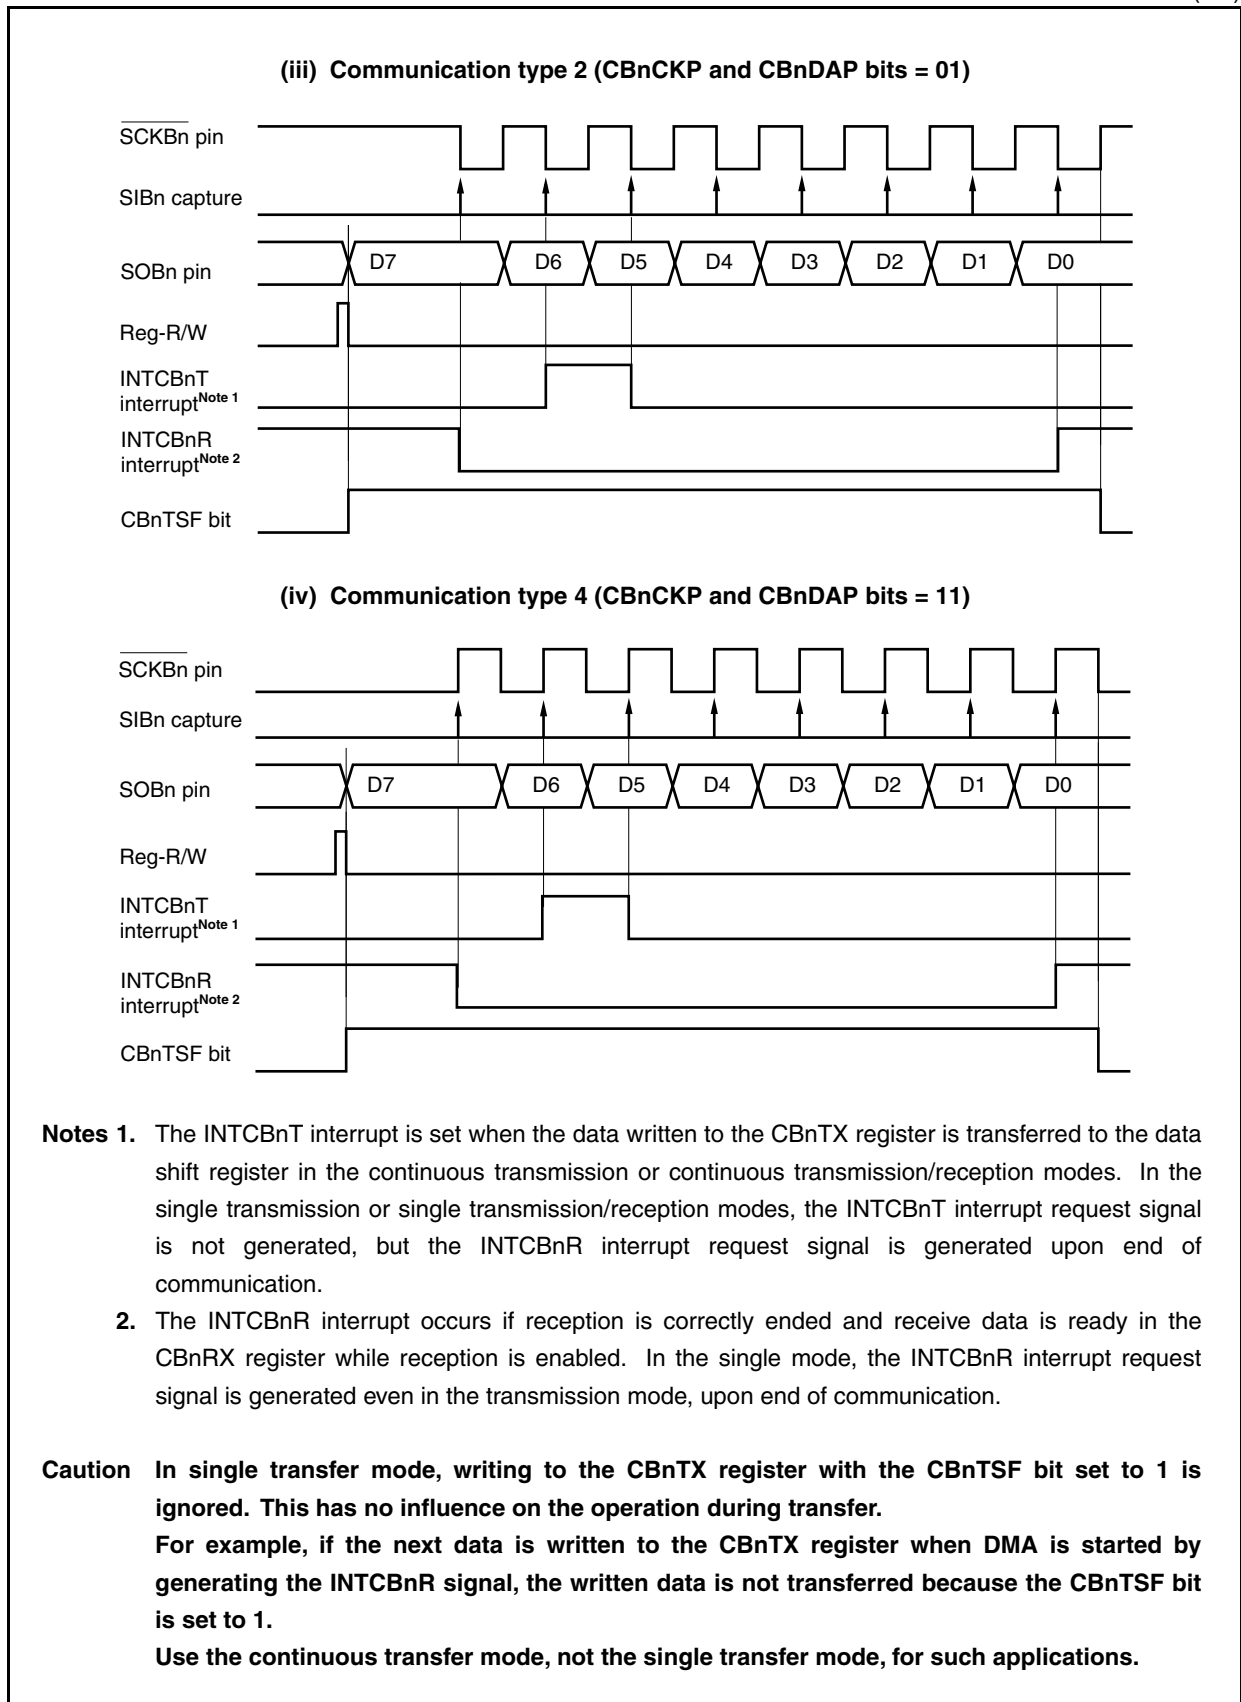 (iii) Communication type 2 (CBnCKP and CBnDAP bits = 01)
SCKBn pin
SIBn capture
SOBn pin D7 D6 D5 D4 D3 D2 D1 D0
Reg-R/W
INTCBnT
interrupt Note 1
INTCBnR
interrupt Note 2
CBnTSF bit
(iv) Communication type 4 (CBnCKP and CBnDAP bits = 11)
SCKBn pin
SIBn capture
SOBn pin D7 D6 D5 D4 D3 D2 D1 D0
Reg-R/W
INTCBnT
interrupt Note 1
INTCBnR
interrupt Note 2
CBnTSF bit
Notes 1. The INTCBnT interrupt is set when the data written to the CBnTX register is transferred to the data
shift register in the continuous transmission or continuous transmission/reception modes. In the
single transmission or single transmission/reception modes, the INTCBnT interrupt request signal
is not generated, but the INTCBnR interrupt request signal is generated upon end of
communication.
2. The INTCBnR interrupt occurs if reception is correctly ended and receive data is ready in the
CBnRX register while reception is enabled. In the single mode, the INTCBnR interrupt request
signal is generated even in the transmission mode, upon end of communication.
Caution In single transfer mode, writing to the CBnTX register with the CBnTSF bit set to 1 is
ignored. This has no influence on the operation during transfer.
For example, if the next data is written to the CBnTX register when DMA is started by
generating the INTCBnR signal, the written data is not transferred because the CBnTSF bit
is set to 1.
Use the continuous transfer mode, not the single transfer mode, for such applications.